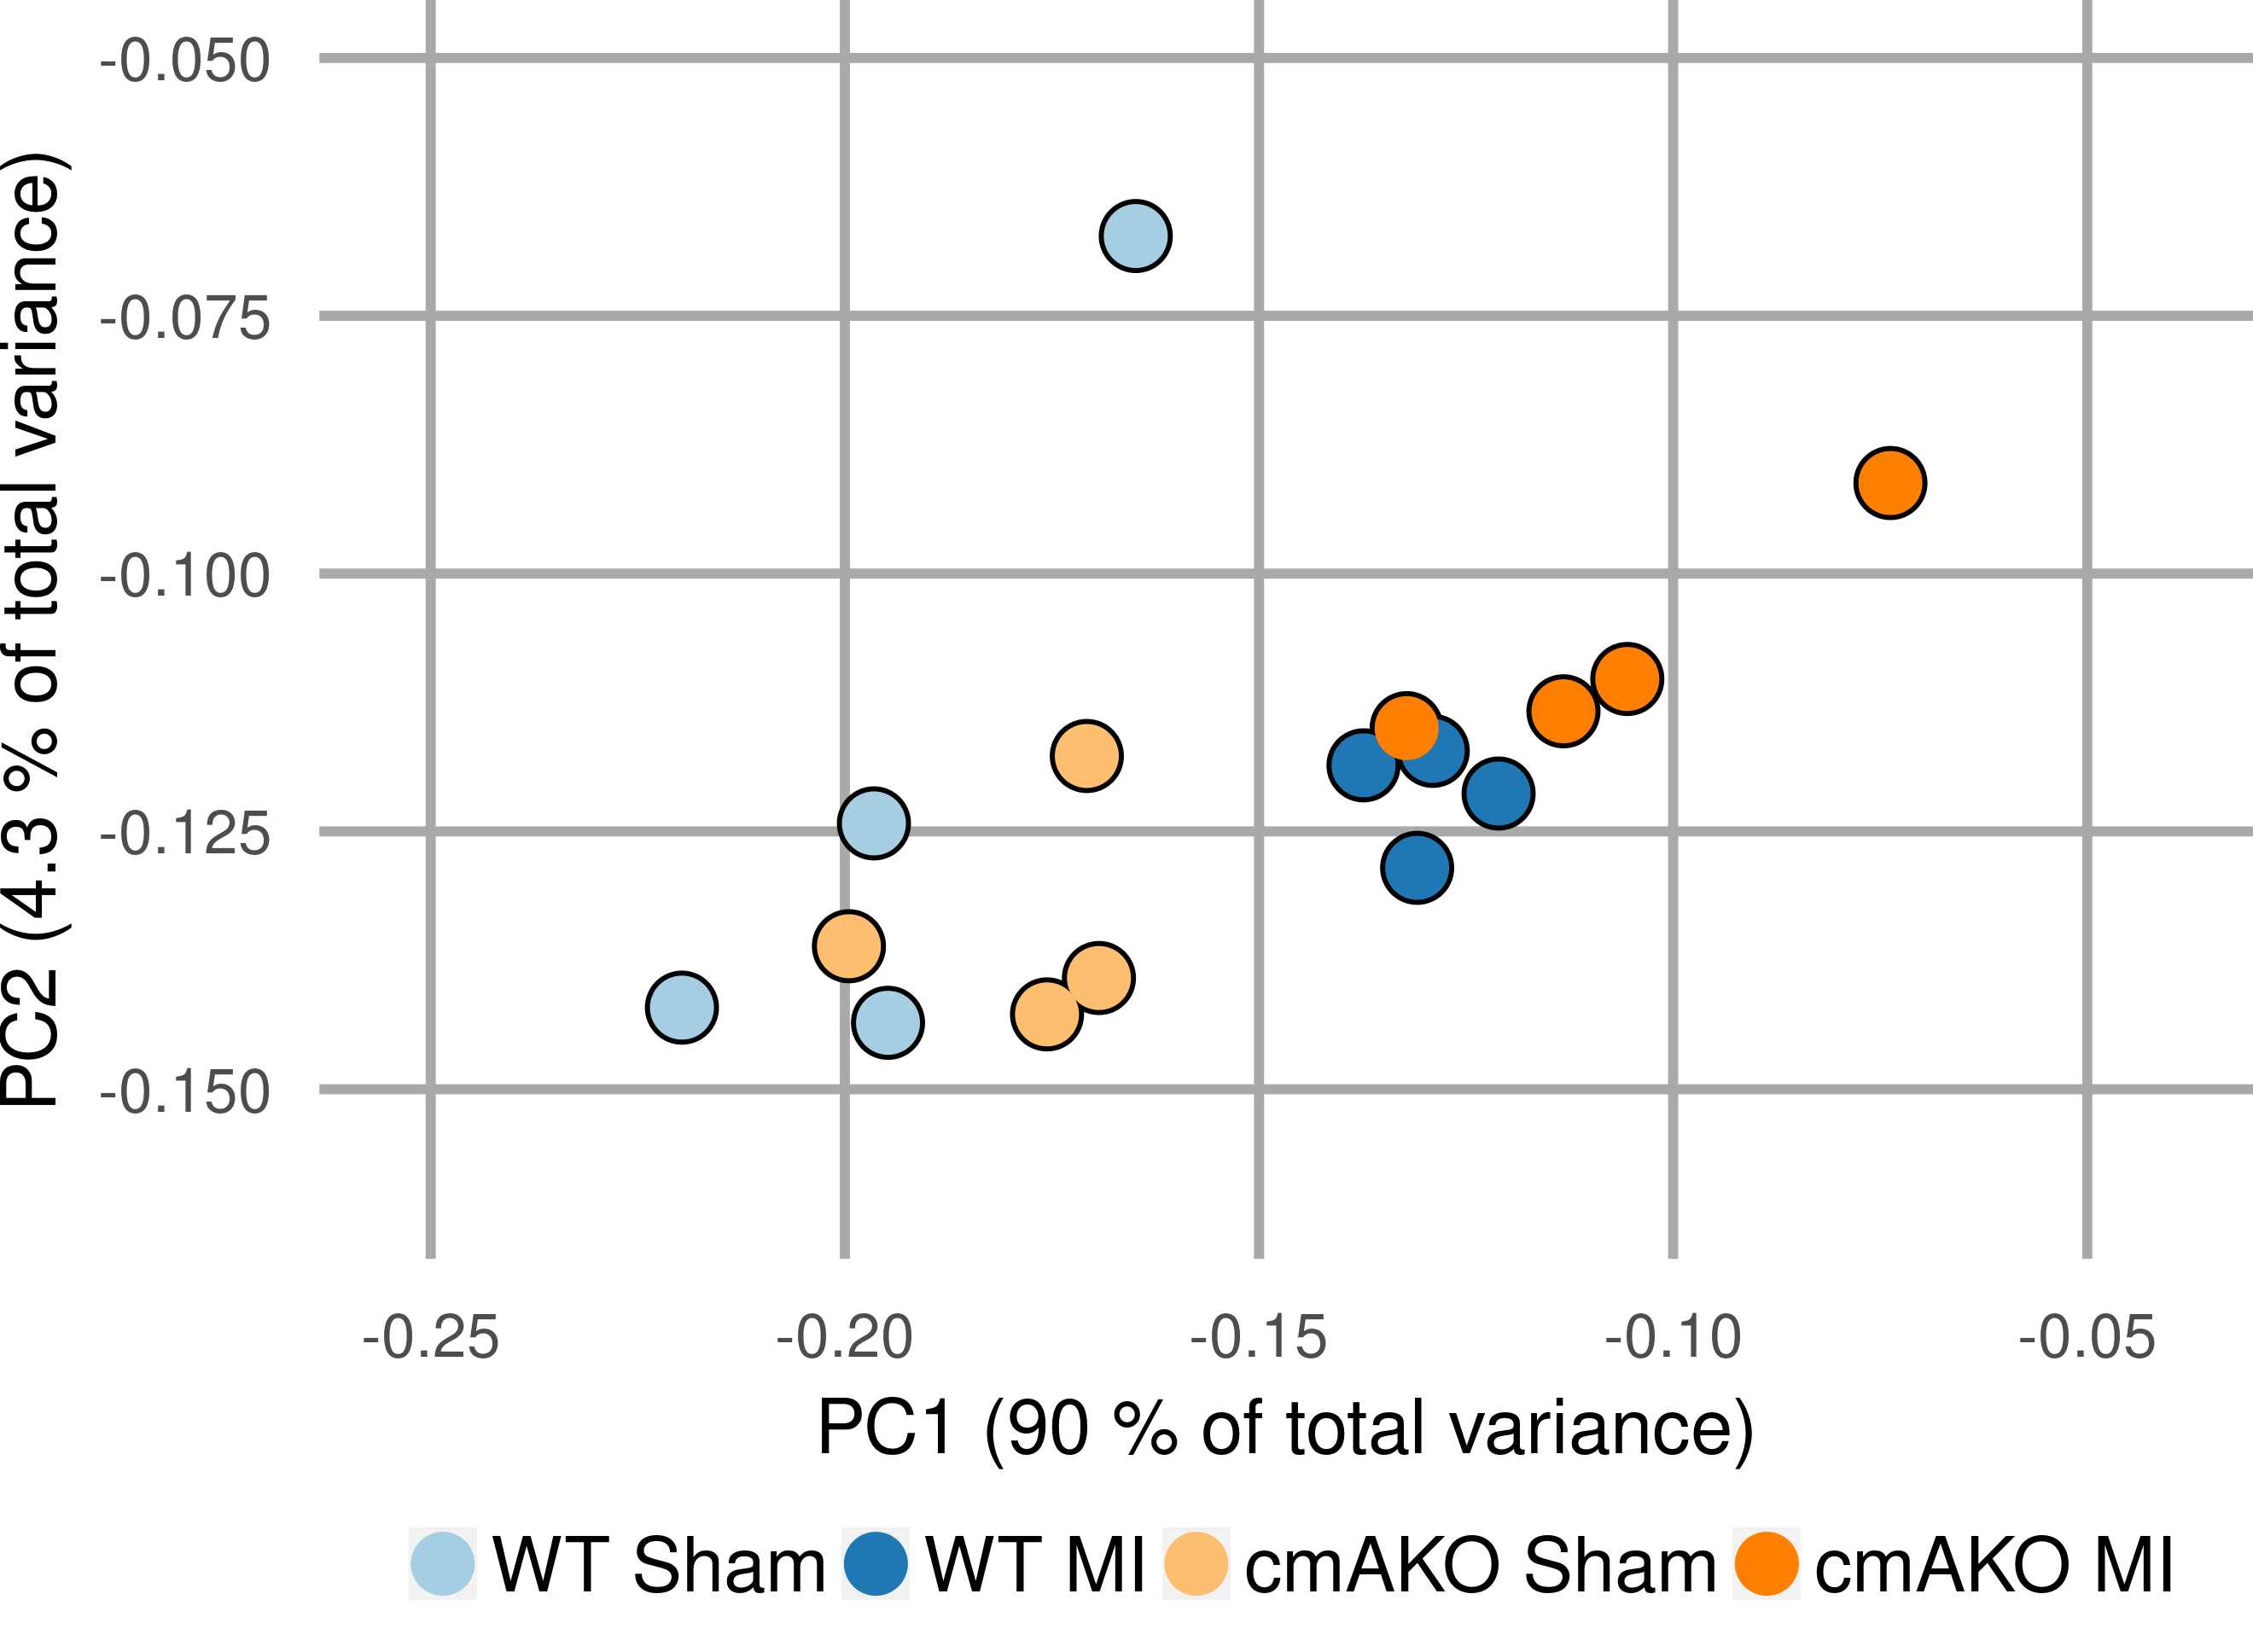 PC2 (4.3 % of total variance)
-0.050
-0.075
-0.100
-0.125
-0.150
-0.25 -0.20 -0.15 -0.10 -0.05
PC1 (90 % of total variance)
WT Sham WT MI cmAKO Sham cmAKO MI